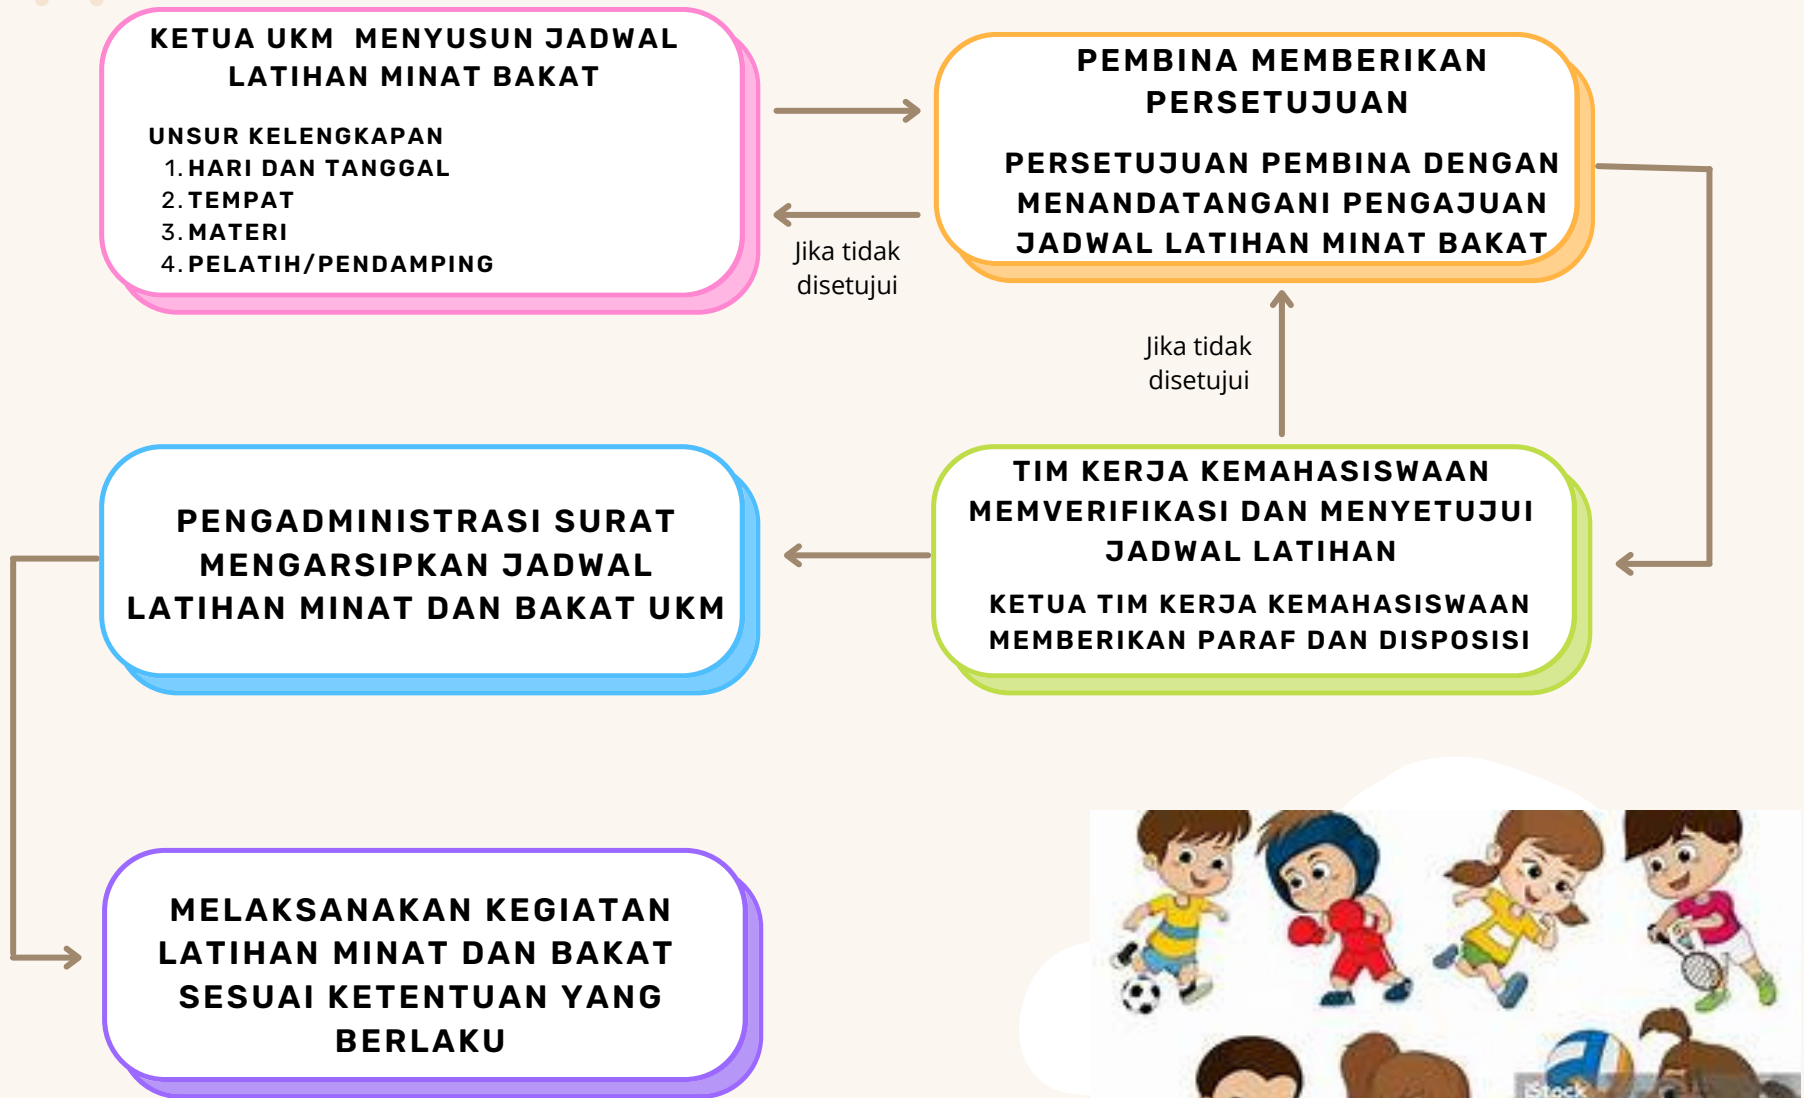 KETUA UKM MENYUSUN JADWAL
LATIHAN MINAT BAKAT
UNSUR KELENGKAPAN
1. HARI DAN TANGGAL
2. TEMPAT
3. MATERI
4. PELATIH/PENDAMPING
PEMBINA MEMBERIKAN
PERSETUJUAN
PERSETUJUAN PEMBINA DENGAN
MENANDATANGANI PENGAJUAN
JADWAL LATIHAN MINAT BAKAT
Jika tidak
disetujui
Jika tidak
disetujui
TIM KERJA KEMAHASISWAAN
MEMVERIFIKASI DAN MENYETUJUI
JADWAL LATIHAN
KETUA TIM KERJA KEMAHASISWAAN
MEMBERIKAN PARAF DAN DISPOSISI
PENGADMINISTRASI SURAT
MENGARSIPKAN JADWAL
LATIHAN MINAT DAN BAKAT UKM
MELAKSANAKAN KEGIATAN
LATIHAN MINAT DAN BAKAT
SESUAI KETENTUAN YANG
BERLAKU
iStock